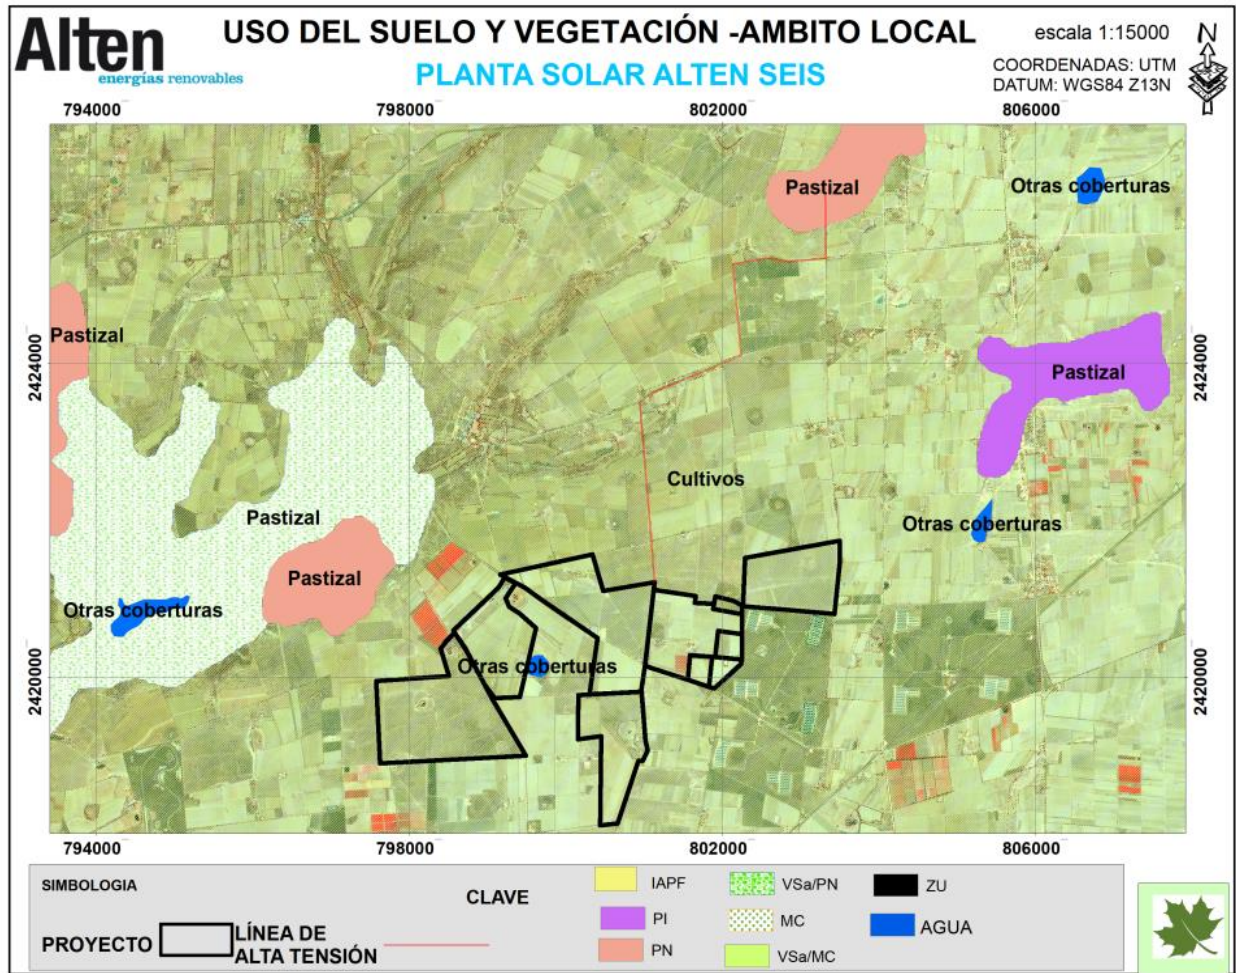 Alten
energías renovables
USO DEL SUELO Y VEGETACIÓN -AMBITO LOCAL
PLANTA SOLAR ALTEN SEIS
escala 1:15000
COORDENADAS: UTM
DATUM: WGS84 Z13N
N
794000 798000 802000 806000
Pastizal
Otras coberturas
Pastizal
2424000
2424000
Pastizal
Cultivos
Pastizal
Otras coberturas
Pastizal
Otras coberturas
Otras coberturas
2420000
2420000
794000 798000 802000 806000
SIMBOLOGIA
PROYECTO
LÍNEA DE
ALTA TENSIÓN
CLAVE
IAPF
PI
PN
VSa/PN
MC
VSa/MC
ZU
AGUA